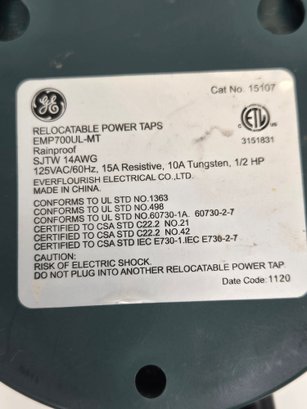 Cat No. 15107
RELOCATABLE POWER TAPS
EMP700UL-MT
Rainproof
SJTW 14AWG
125VAC/60Hz, 15A Resistive, 10A Tungsten, 1/2 HP
EVERFLOURISH ELECTRICAL CO.,LTD.
MADE IN CHINA.
ETL
3151831
CONFORMS TO UL STD NO.1363
CONFORMS TO UL STD NO.498
CONFORMS TO UL STD NO.60730-1A. 60730-2-7
CERTIFIED TO CSA STD C22.2 NO.21
CERTIFIED TO CSA STD C22.2 NO.42
CERTIFIED TO CSA STD IEC E730-1.IEC E730-2-7
CAUTION:
RISK OF ELECTRIC SHOCK.
DO NOT PLUG INTO ANOTHER RELOCATABLE POWER TAP
Date Code: 1120